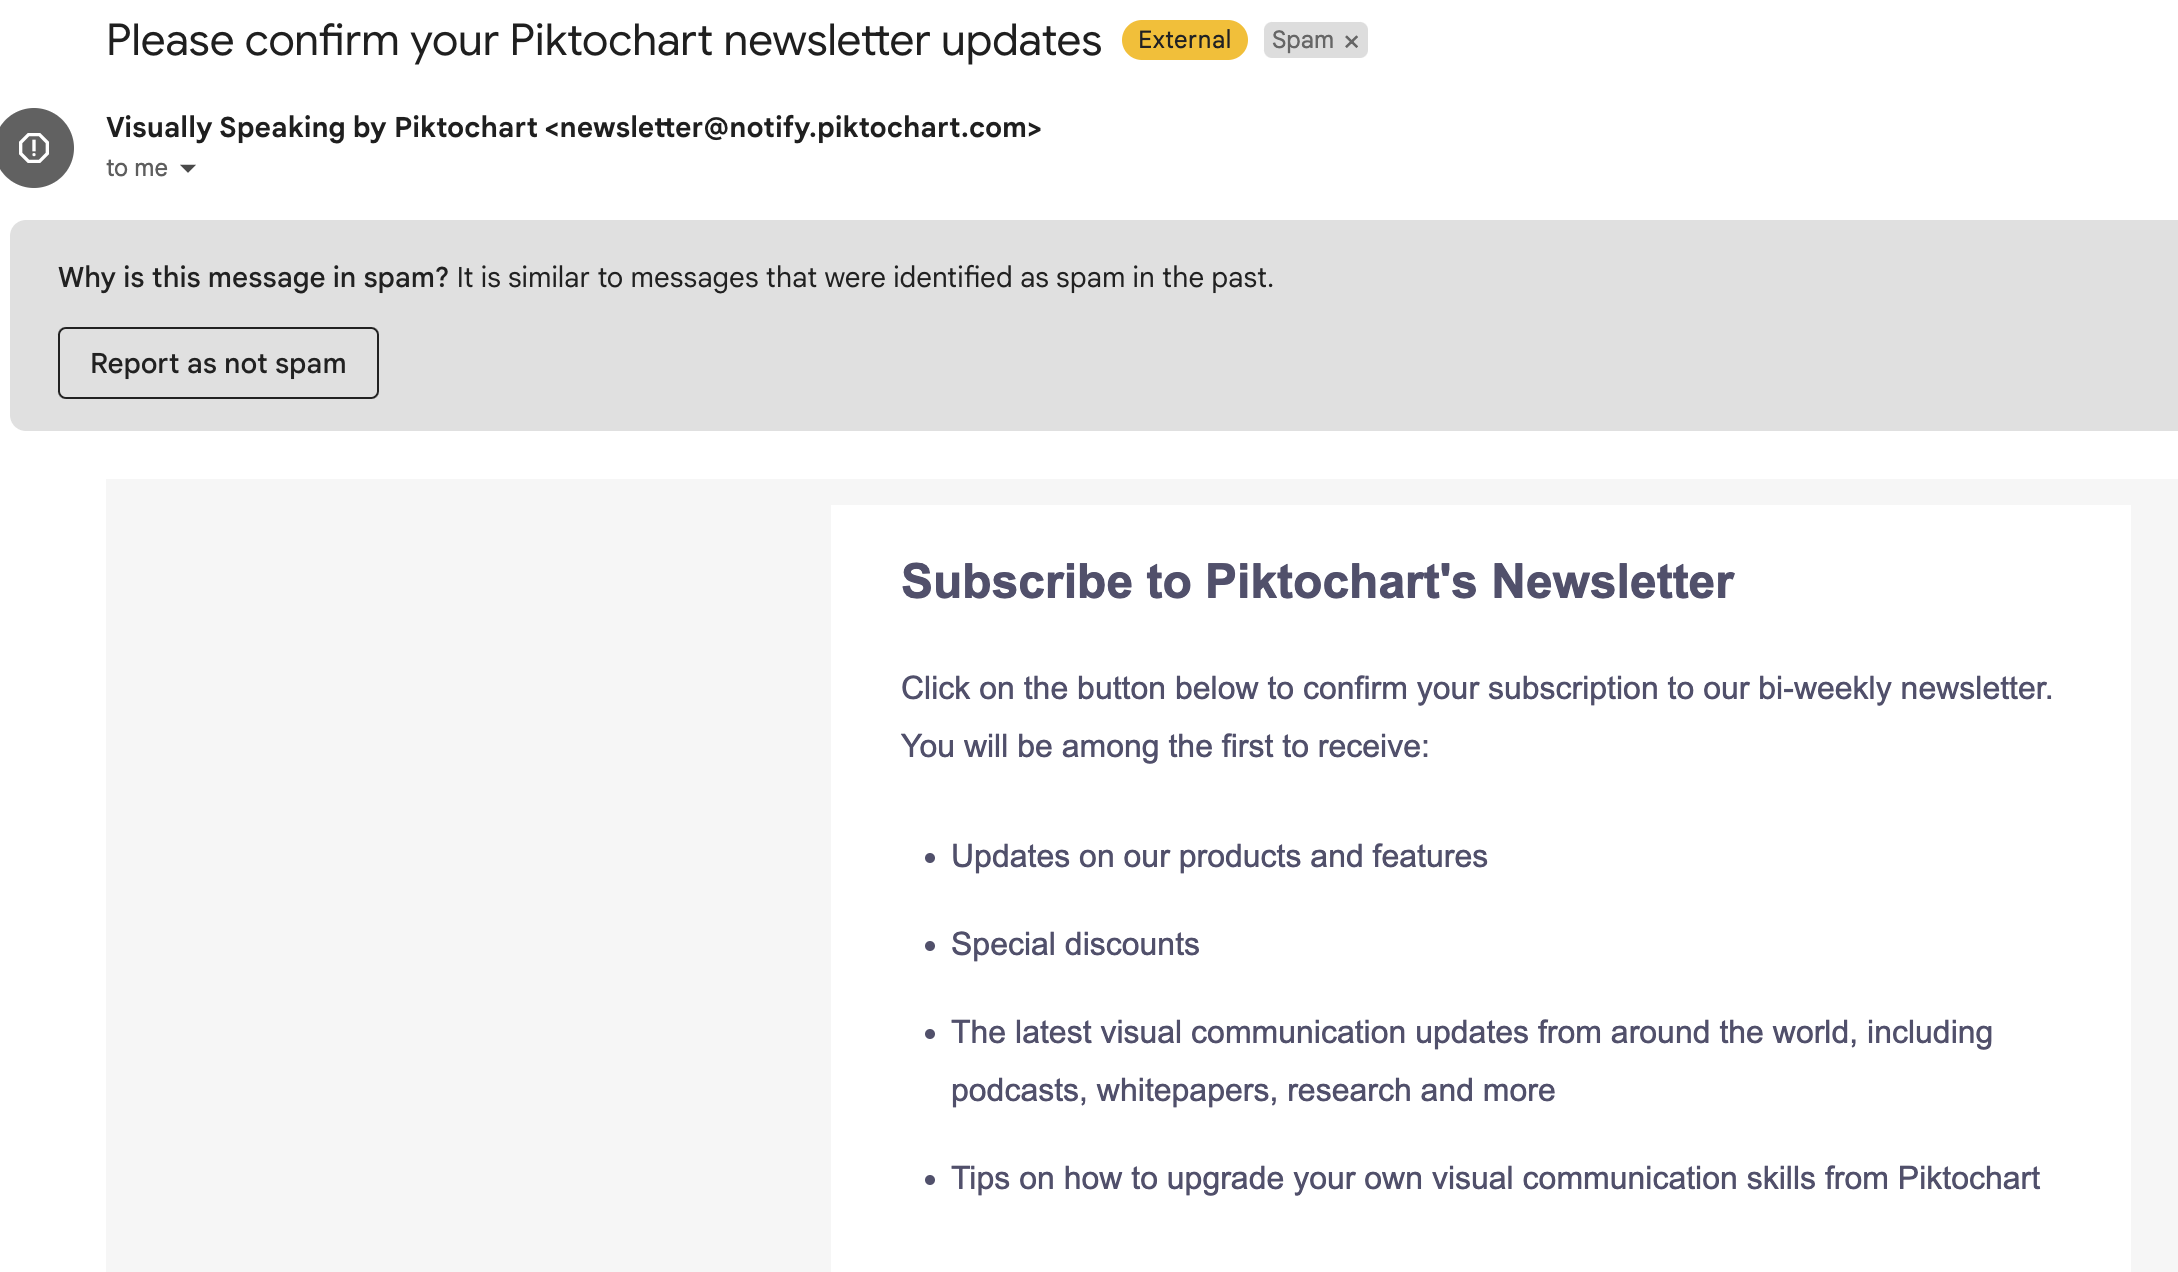 Please confirm your Piktochart newsletter updates External Spam ×
Visually Speaking by Piktochart <newsletter@notify.piktochart.com>
to me
Why is this message in spam? It is similar to messages that were identified as spam in the past.
Report as not spam
Subscribe to Piktochart's Newsletter
Click on the button below to confirm your subscription to our bi-weekly newsletter.
You will be among the first to receive:
• Updates on our products and features
• Special discounts
• The latest visual communication updates from around the world, including
podcasts, whitepapers, research and more
• Tips on how to upgrade your own visual communication skills from Piktochart